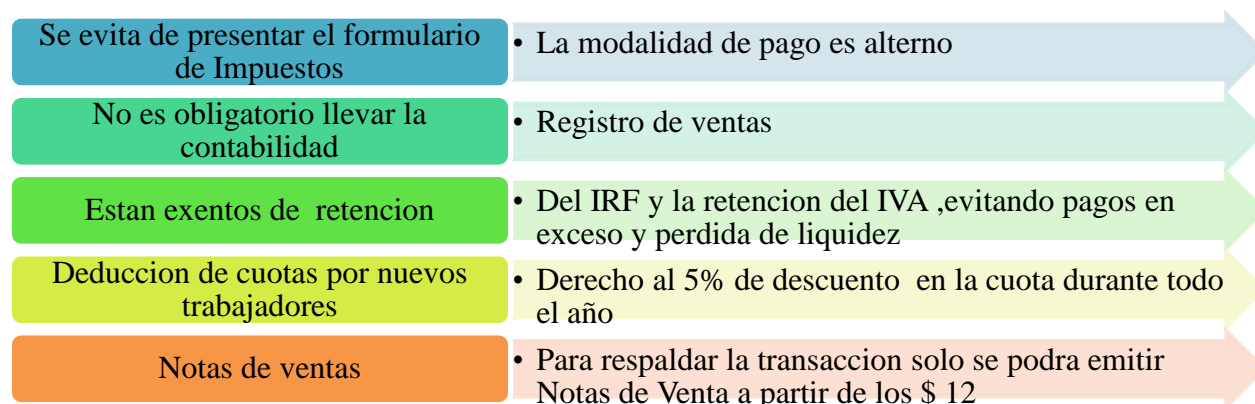 Se evita de presentar el formulario
de Impuestos
• La modalidad de pago es alterno
No es obligatorio llevar la
contabilidad
• Registro de ventas
Estan exentos de  retencion
• Del IRF y la retencion del IVA ,evitando pagos en
exceso y perdida de liquidez
Deduccion de cuotas por nuevos
trabajadores
• Derecho al 5% de descuento  en la cuota durante todo
el año
Notas de ventas
• Para respaldar la transaccion solo se podra emitir
Notas de Venta a partir de los $ 12